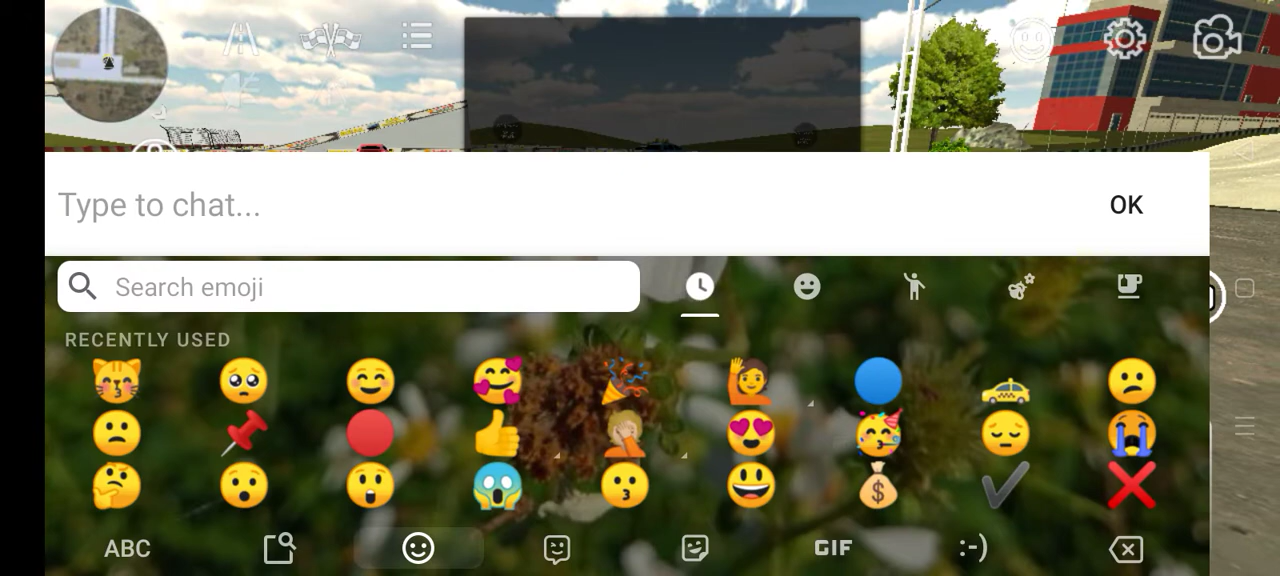 Type to chat...
OK
Search emoji
RECENTLY USED
ABC
GIF
:-)